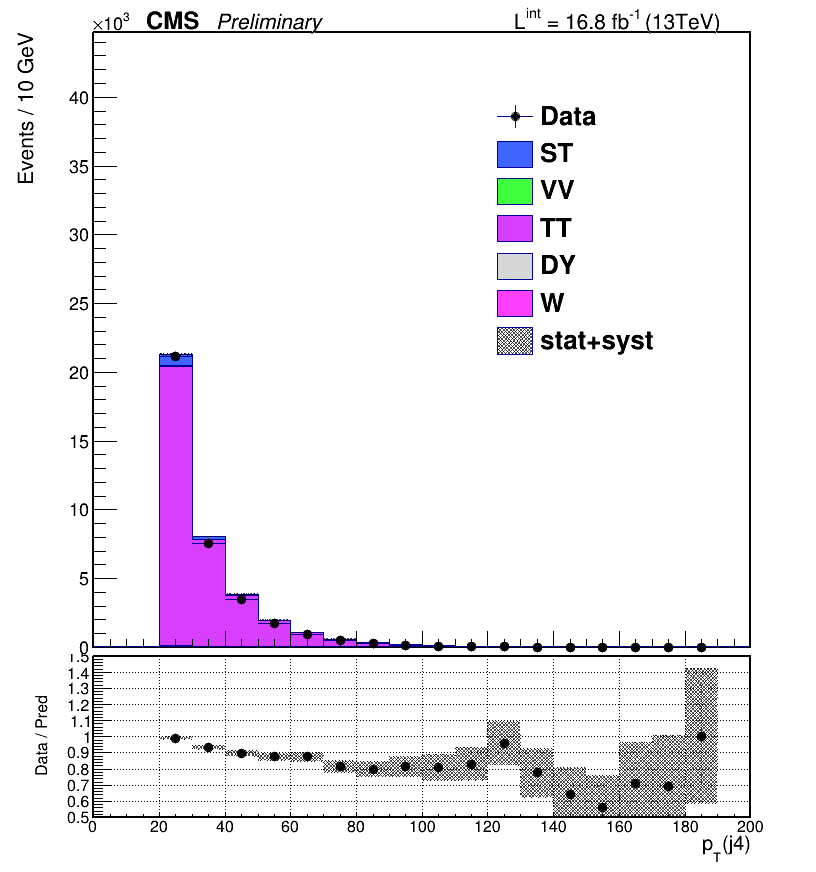 ×10³ CMS Preliminary L^int = 16.8 fb⁻¹ (13TeV)
Events / 10 GeV
40
35
30
25
20
15
10
5
0
Data
ST
VV
TT
DY
W
stat+syst
Data / Pred
1.5
1.4
1.3
1.2
1.1
1
0.9
0.8
0.7
0.6
0.5
0 20 40 60 80 100 120 140 160 180 200
p_T(j4)